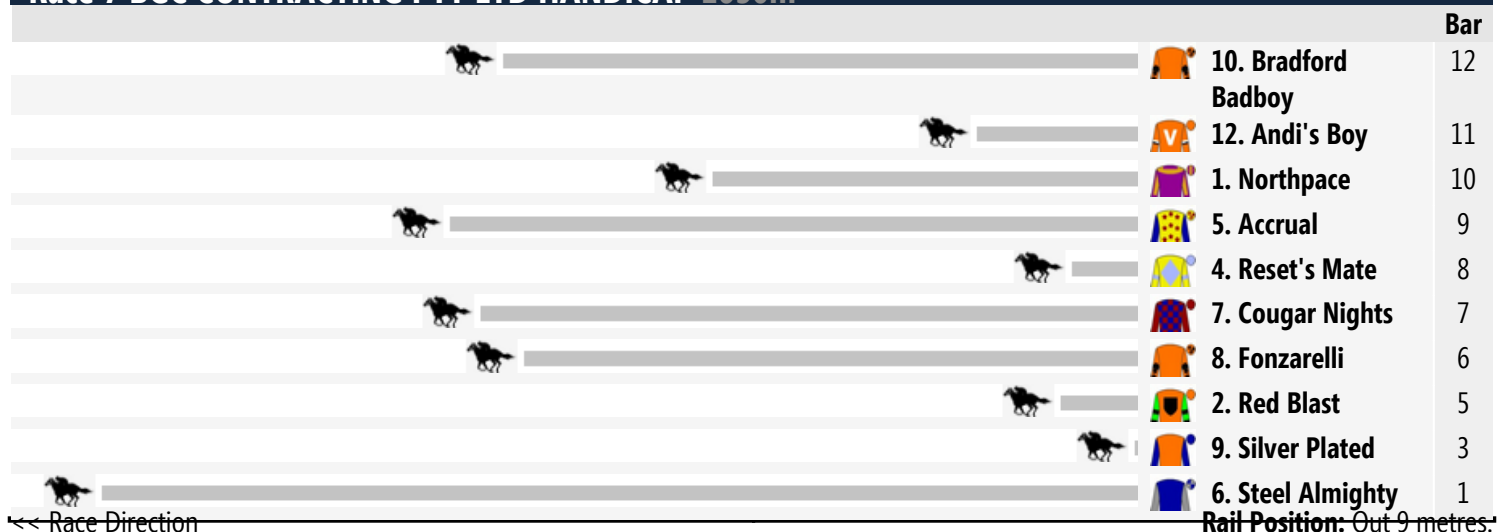 Bar
10. Bradford 12
Badboy
12. Andi's Boy 11
1. Northpace 10
5. Accrual 9
4. Reset's Mate 8
7. Cougar Nights 7
8. Fonzarelli 6
2. Red Blast 5
9. Silver Plated 3
6. Steel Almighty 1
<< Race Direction Rail Position: Out 9 metres.